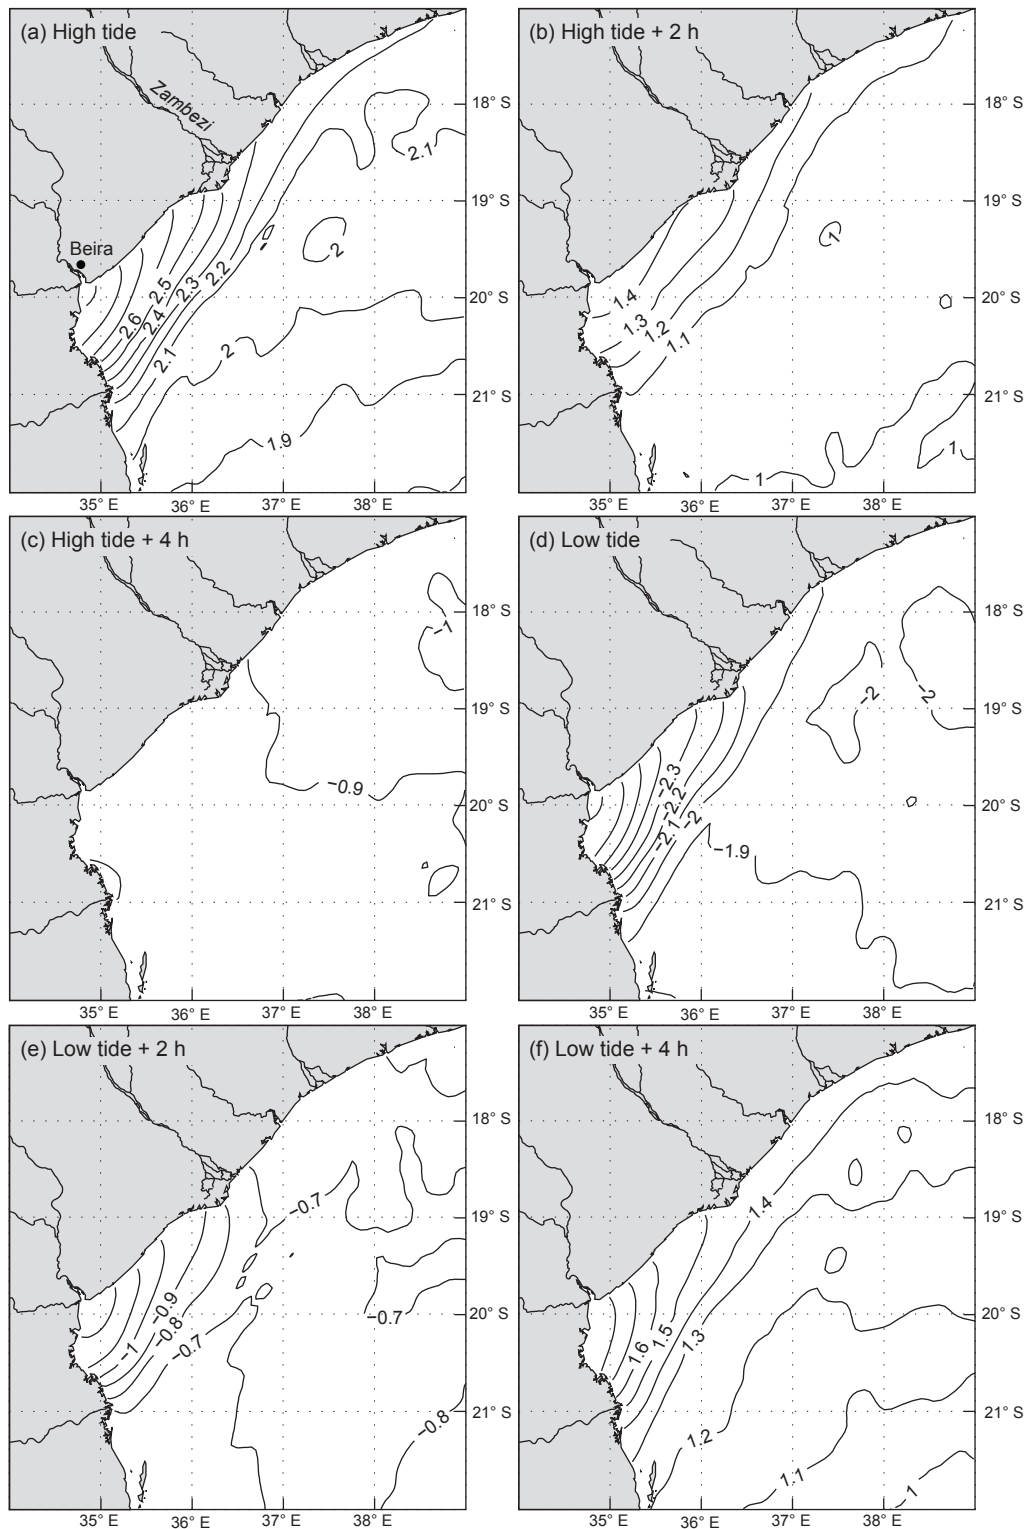 (a) High tide
Zambezi
Beira
2.1
2
2.5
2.3
2.2
2.6
2.4
2.1
2
1.9
18° S
19° S
20° S
21° S
35° E
36° E
37° E
38° E
(b) High tide + 2 h
1
1.4
1.3
1.2
1.1
1
1
18° S
19° S
20° S
21° S
35° E
36° E
37° E
38° E
(c) High tide + 4 h
−1
−0.9
18° S
19° S
20° S
21° S
35° E
36° E
37° E
38° E
(d) Low tide
−2
−2
−2.3
−2.2
−2.1
−2
−1.9
18° S
19° S
20° S
21° S
35° E
36° E
37° E
38° E
(e) Low tide + 2 h
−0.7
−0.9
−0.8
−1
−0.7
−0.7
−0.8
18° S
19° S
20° S
21° S
35° E
36° E
37° E
38° E
(f) Low tide + 4 h
1.4
1.5
1.3
1.6
1.2
1.1
1
18° S
19° S
20° S
21° S
35° E
36° E
37° E
38° E